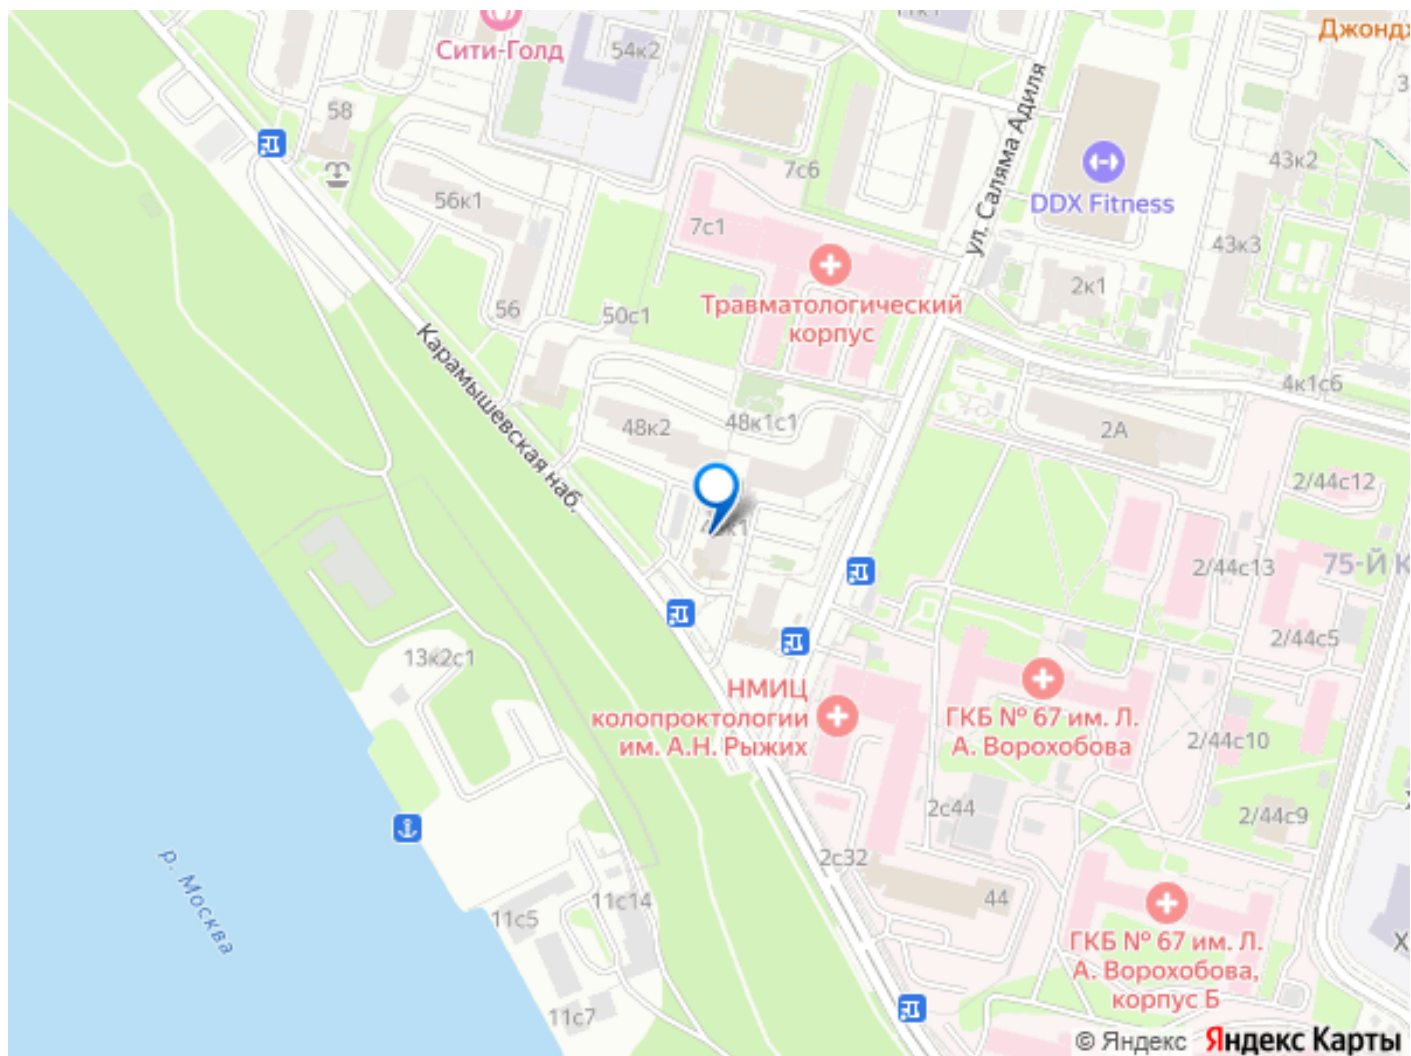 Сити-Голд
54к2
11к1
Джондж
58
43к2
7с6
ул. Саляма Адиля
DDX Fitness
56к1
7с1
43к3
2к1
Травматологический
корпус
56
50с1
Карамышевская наб.
4к1с6
48к2
48к1с1
2А
2/44с12
2/44с13
75-Й К
2/44с5
13к2с1
НМИЦ
колопроктологии
им. А.Н. Рыжих
ГКБ № 67 им. Л.
А. Ворохобова
2/44с10
2с44
2/44с9
2с32
р. Москва
44
11с5
11с14
ГКБ № 67 им. Л.
А. Ворохобова,
корпус Б
Х
11с7
© Яндекс Яндекс Карты